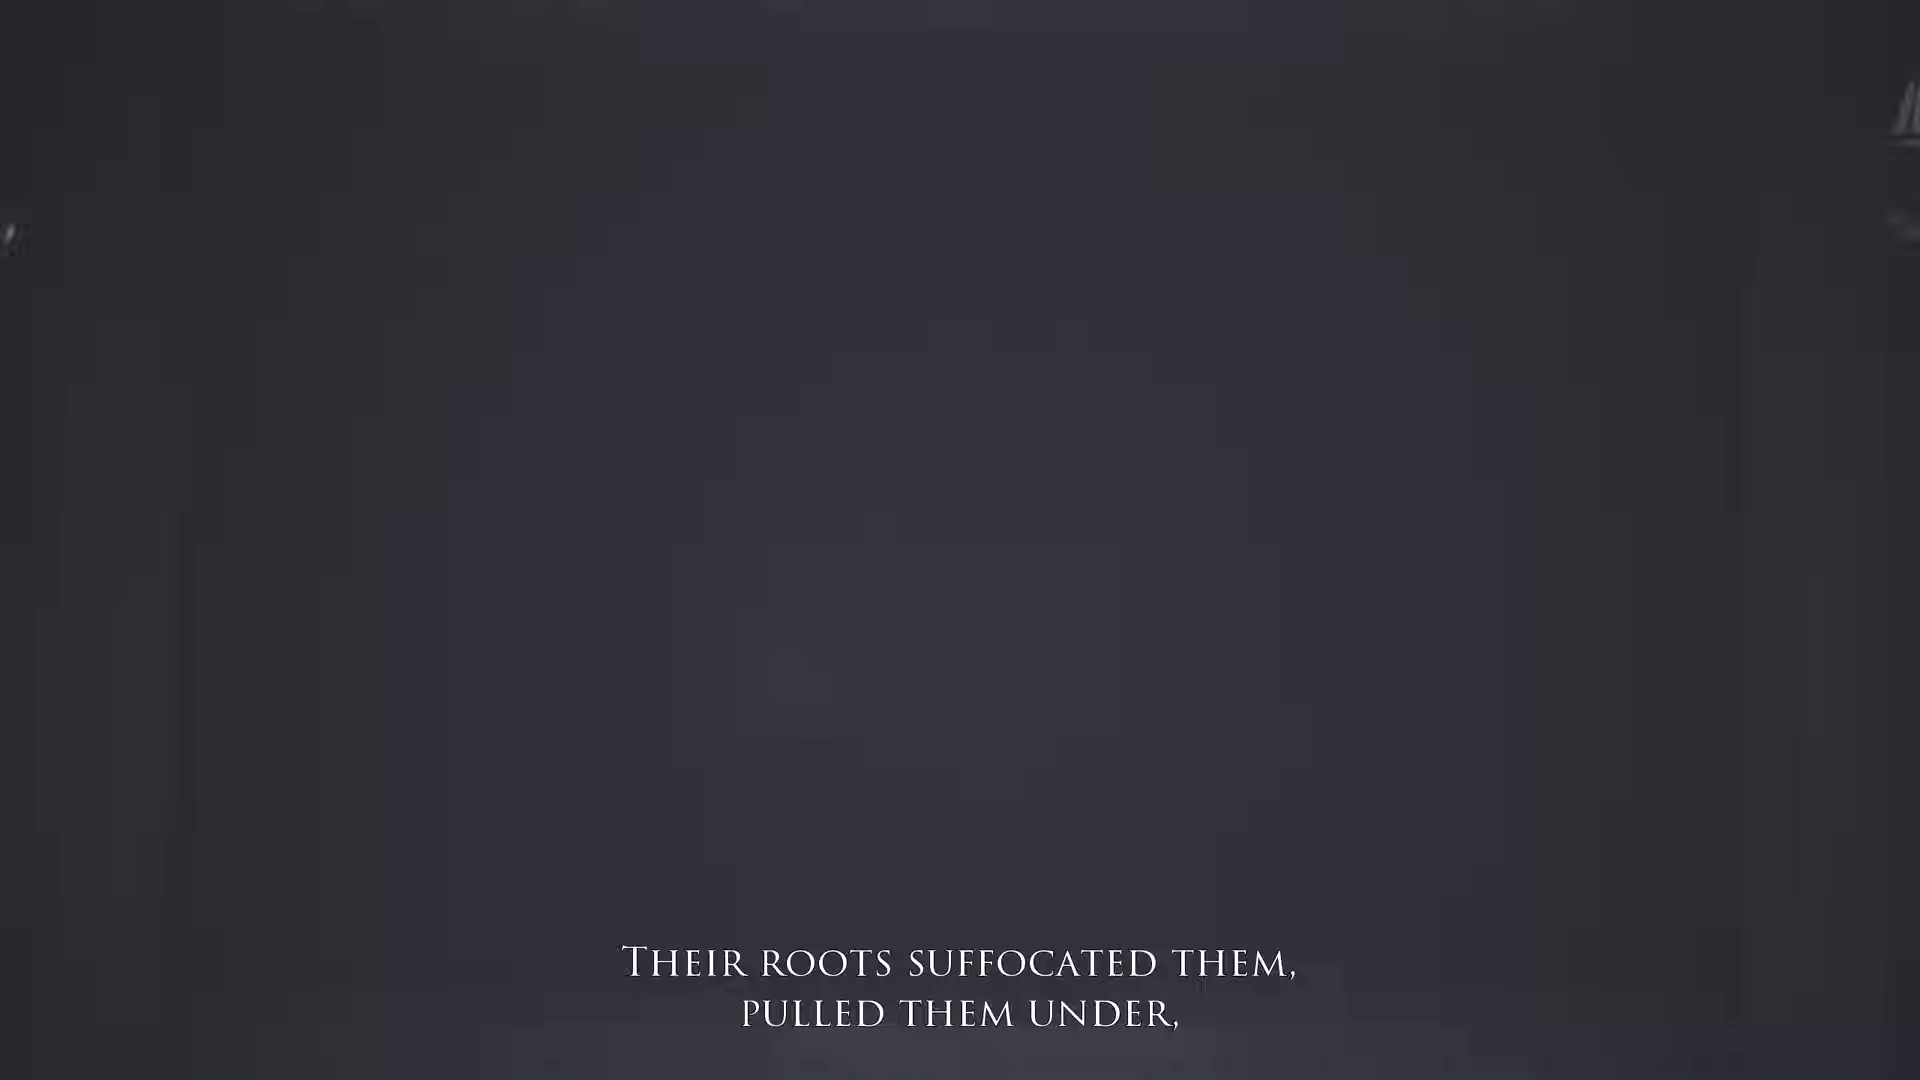 Their roots suffocated them,
pulled them under,